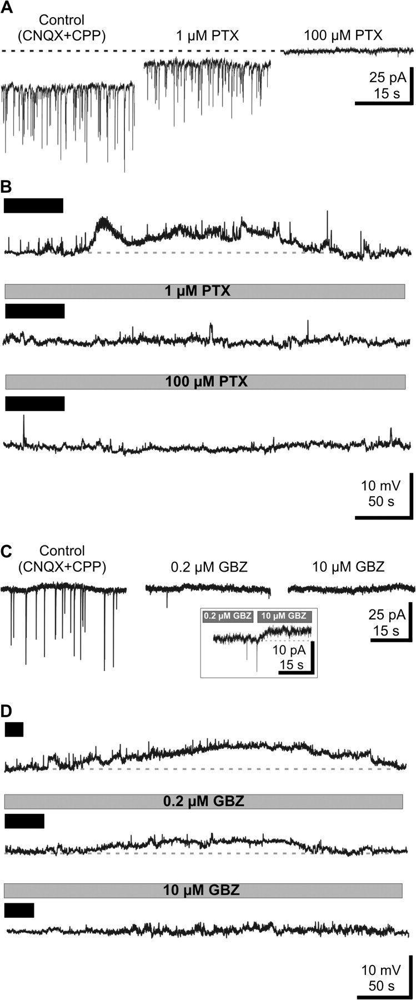 A
Control
(CNQX+CPP)
1 µM PTX
100 µM PTX
25 pA
15 s
B
1 µM PTX
100 µM PTX
10 mV
50 s
C
Control
(CNQX+CPP)
0.2 µM GBZ
10 µM GBZ
0.2 µM GBZ
10 µM GBZ
10 pA
15 s
25 pA
15 s
D
0.2 µM GBZ
10 µM GBZ
10 mV
50 s